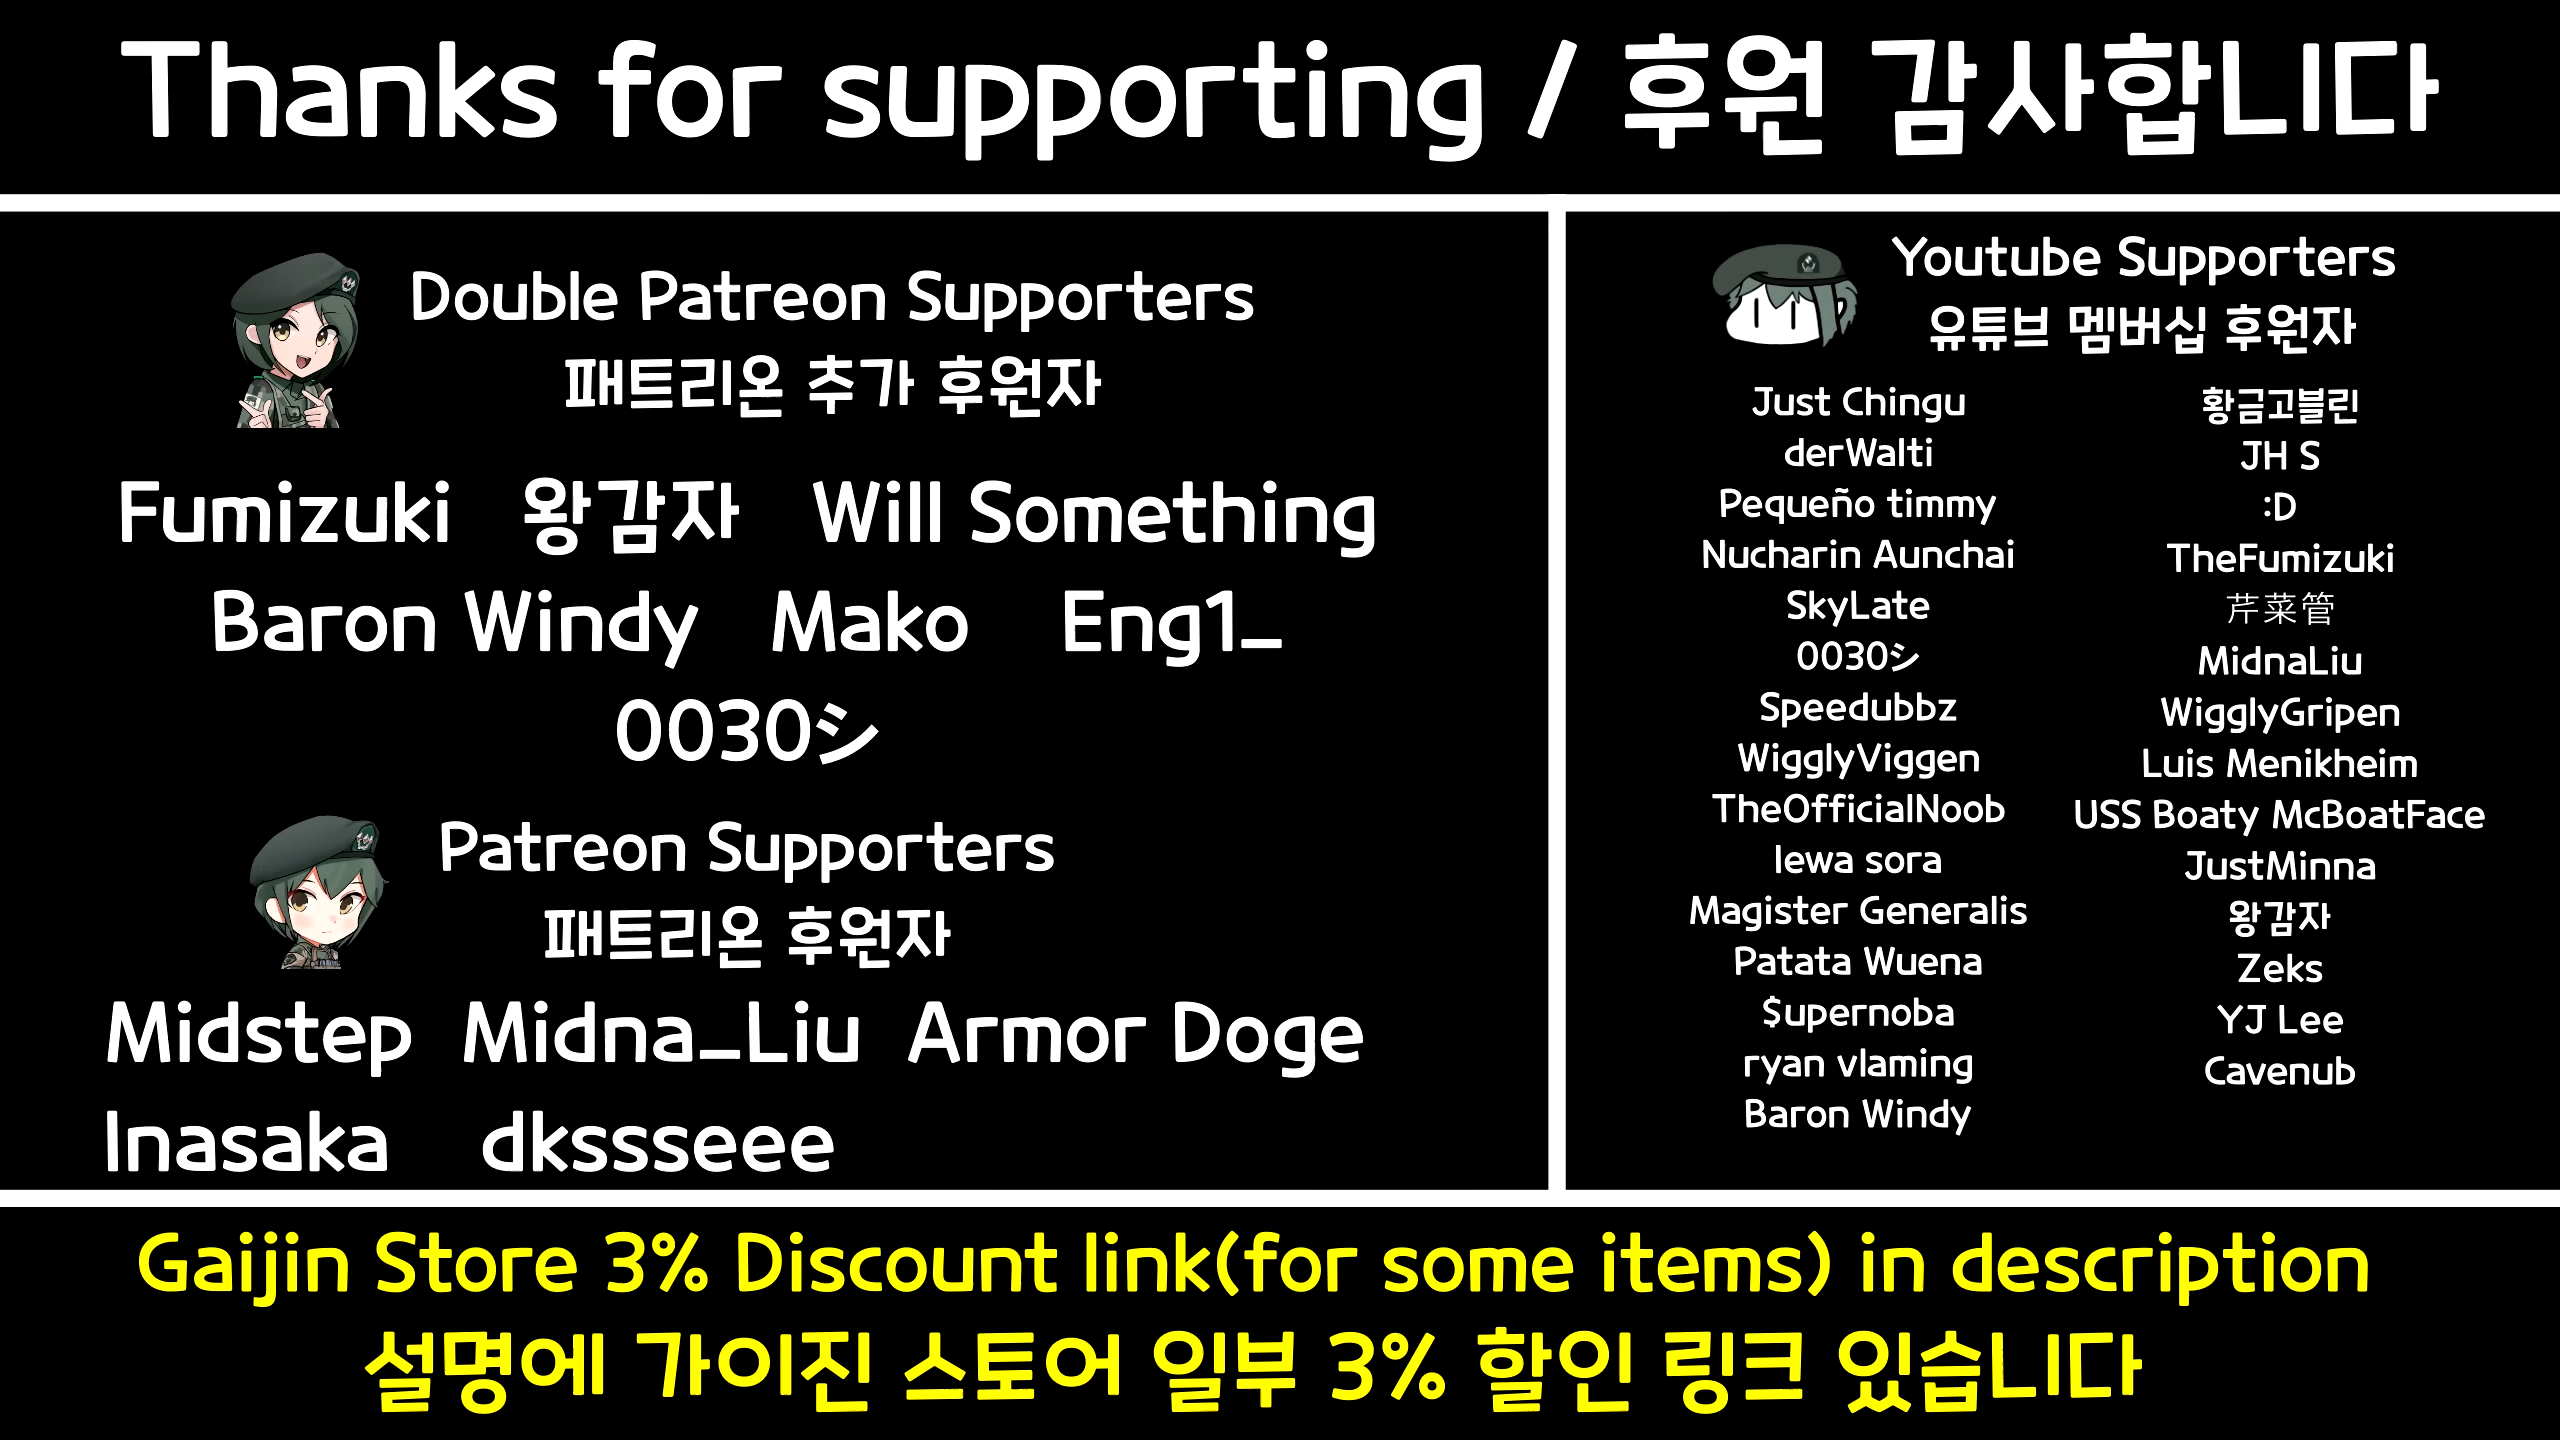 Thanks for supporting / 후원 감사합니다
Double Patreon Supporters
패트리온 추가 후원자
Fumizuki 왕감자 Will Something
Baron Windy Mako Eng1_
0030シ
Patreon Supporters
패트리온 후원자
Midstep Midna_Liu Armor Doge
Inasaka dkssseee
Youtube Supporters
유튜브 멤버십 후원자
Just Chingu
derWalti
Pequeño timmy
Nucharin Aunchai
SkyLate
0030シ
Speedubbz
WigglyViggen
TheOfficialNoob
lewa sora
Magister Generalis
Patata Wuena
$upernoba
ryan vlaming
Baron Windy
황금고블린
JH S
:D
TheFumizuki
芹菜管
MidnaLiu
WigglyGripen
Luis Menikheim
USS Boaty McBoatFace
JustMinna
왕감자
Zeks
YJ Lee
Cavenub
Gaijin Store 3% Discount link(for some items) in description
설명에 가이진 스토어 일부 3% 할인 링크 있습니다